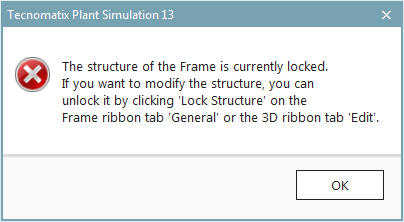 Tecnomatix Plant Simulation 13
The structure of the Frame is currently locked.
If you want to modify the structure, you can
unlock it by clicking 'Lock Structure' on the
Frame ribbon tab 'General' or the 3D ribbon tab 'Edit'.
OK